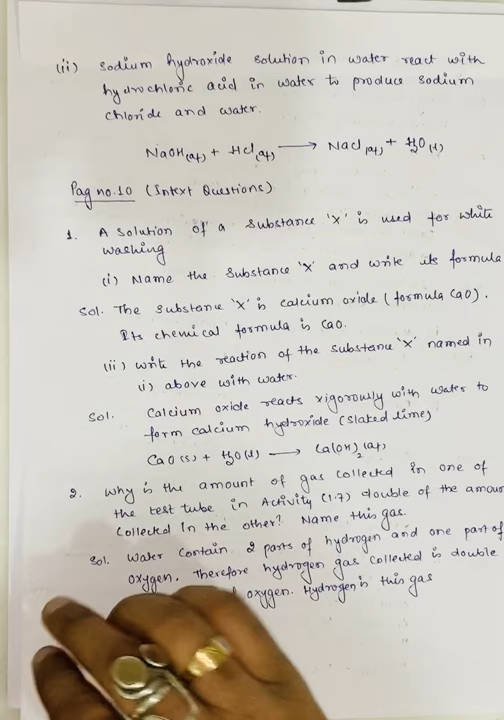 (ii) Sodium hydroxide solution in water react with
hydrochloric acid in water to produce sodium
chloride and water.
NaOH(aq) + Hcl(aq) ⟶ Nacl(aq) + H2O(l)
Pag no.10 (Intext Questions)
1. A solution of a substance 'x' is used for white
washing
(i) Name the substance 'x' and write its formula
Sol. The substance 'x' is calcium oxide (formula CaO).
Its chemical formula is CaO.
(ii) write the reaction of the substance 'x' named in
(i) above with water.
Sol. Calcium oxide reacts vigorously with water to
form calcium hydroxide (slaked lime)
CaO(s) + H2O(l) ⟶ Ca(OH)2(aq)
2. Why is the amount of gas collected in one of
the test tube in Activity (1.7) double of the amoun
collected in the other? Name this gas.
Sol. Water contain 2 parts of hydrogen and one part of
oxygen. Therefore hydrogen gas collected is double
oxygen. Hydrogen is this gas